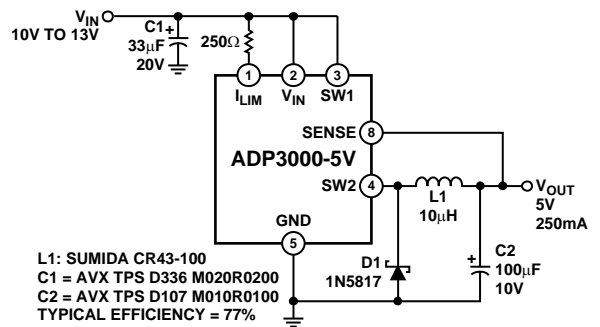 VIN
10V TO 13V
C1
+
33μF
20V
250Ω
1
2
3
ILIM
VIN
SW1
SENSE
8
ADP3000-5V
SW2
4
L1
10μH
VOUT
5V
250mA
GND
5
D1
1N5817
+
C2
100μF
10V
L1: SUMIDA CR43-100
C1 = AVX TPS D336 M020R0200
C2 = AVX TPS D107 M010R0100
TYPICAL EFFICIENCY = 77%